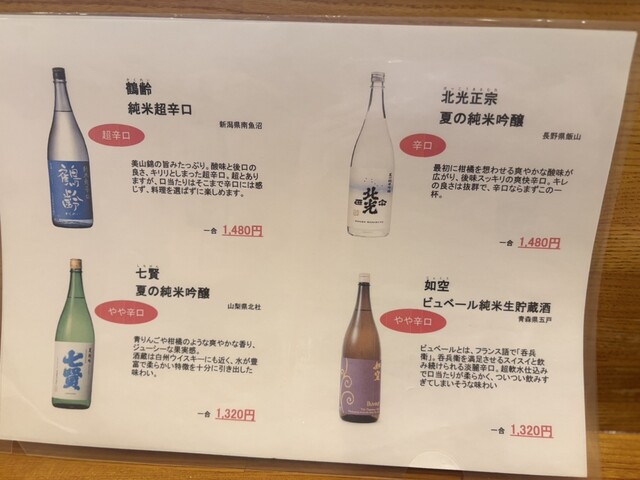 鶴齢
純米超辛口
超辛口
新潟県南魚沼
美山錦の旨みたっぷり。酸味と後口の
良さ、キリリとしまった超辛口。超とあり
ますが、口当たりはそこまで辛口には感
じず、料理を選ばずに楽しめます。
一合 1,480円
鶴齢
北光正宗
夏の純米吟醸
辛口
長野県飯山
最初に柑橘を想わせる爽やかな酸味が
広がり、後味スッキリの爽快辛口。キレ
の良さは抜群で、辛口ならまずこの一
杯。
一合 1,480円
北光
正宗
七賢
夏の純米吟醸
やや辛口
山梨県北杜
青りんごや柑橘のような爽やかな香り、
ジューシーな果実感。
酒蔵は白州ウイスキーにも近く、水が豊
富で柔らかい特徴を十分に引き出した
味わい。
一合 1,320円
七賢
如空
ピュベール純米生貯蔵酒
やや辛口
青森県五戸
ピュベールとは、フランス語で「呑兵
衛」。呑兵衛を満足させるスイスイと飲
み続けられる淡麗辛口。超軟水仕込み
で口当たりが柔らかく、ついつい飲みす
ぎてしまいそうな味わい
一合 1,320円
如空